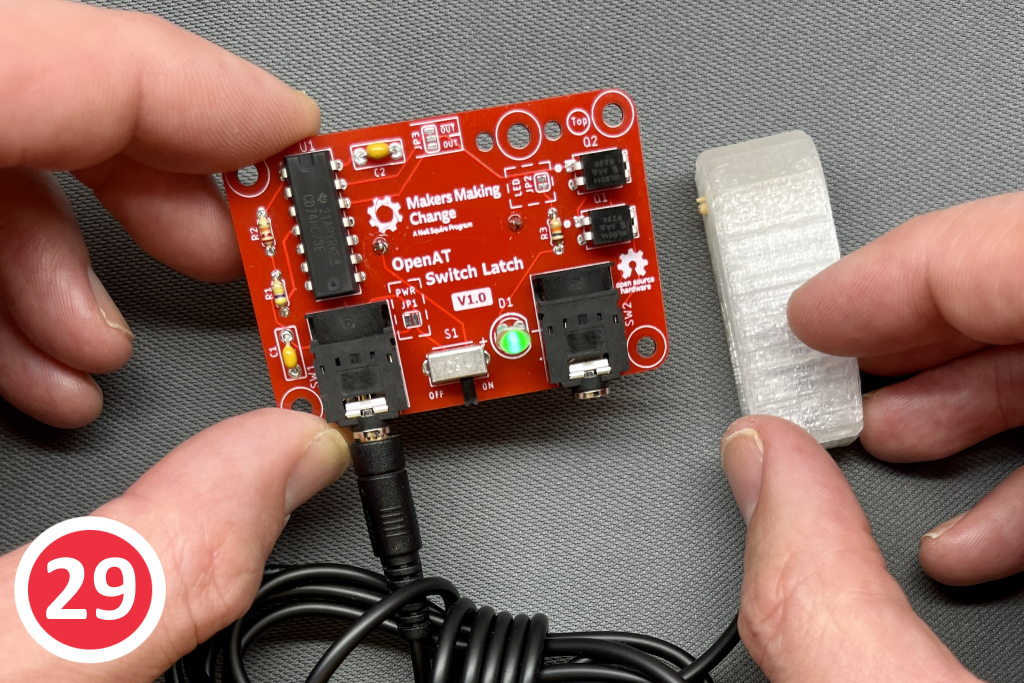 U1
C2
JP3
OUT
OUT
Top
Q2
Q1
LED
JP2
R3
R2
R1
C1
Makers Making
Change
A Neil Squire Program
OpenAT
Switch Latch
V1.0
PWR
JP1
S1
D1
+
-
OFF
ON
SW1
SW2
open source
hardware
29